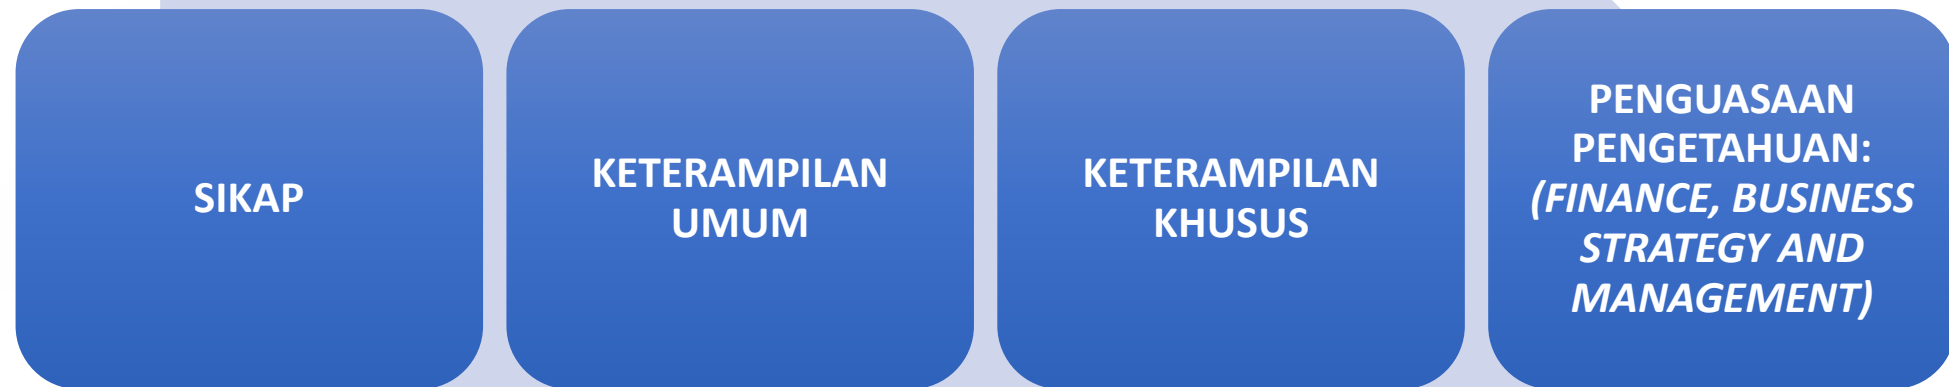 SIKAP
KETERAMPILAN
UMUM
KETERAMPILAN
KHUSUS
PENGUASAAN
PENGETAHUAN:
(FINANCE, BUSINESS
STRATEGY AND
MANAGEMENT)